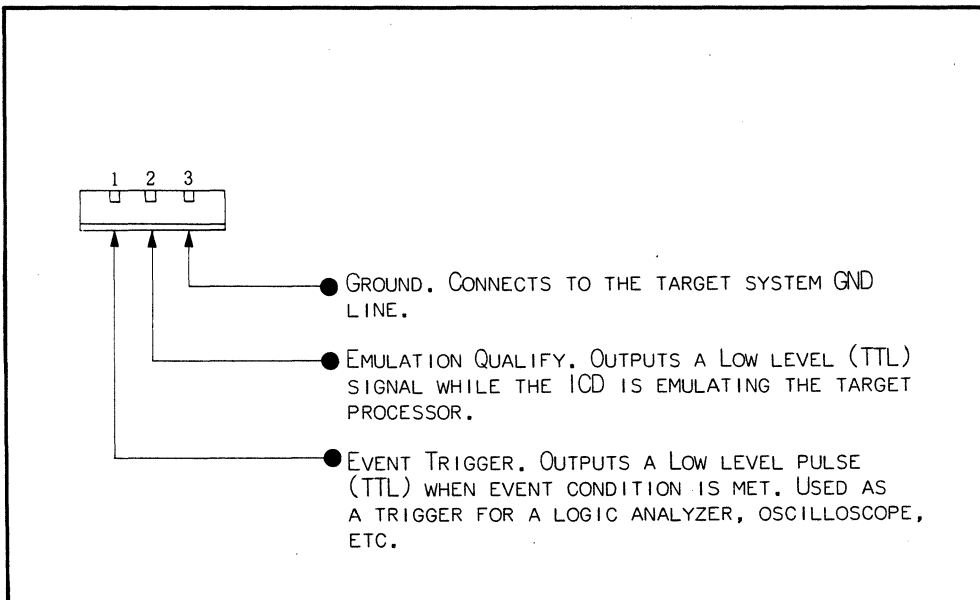 1 2 3
GROUND. CONNECTS TO THE TARGET SYSTEM GND
LINE.
EMULATION QUALIFY. OUTPUTS A LOW LEVEL (TTL)
SIGNAL WHILE THE ICD IS EMULATING THE TARGET
PROCESSOR.
EVENT TRIGGER. OUTPUTS A LOW LEVEL PULSE
(TTL) WHEN EVENT CONDITION IS MET. USED AS
A TRIGGER FOR A LOGIC ANALYZER, OSCILLOSCOPE,
ETC.